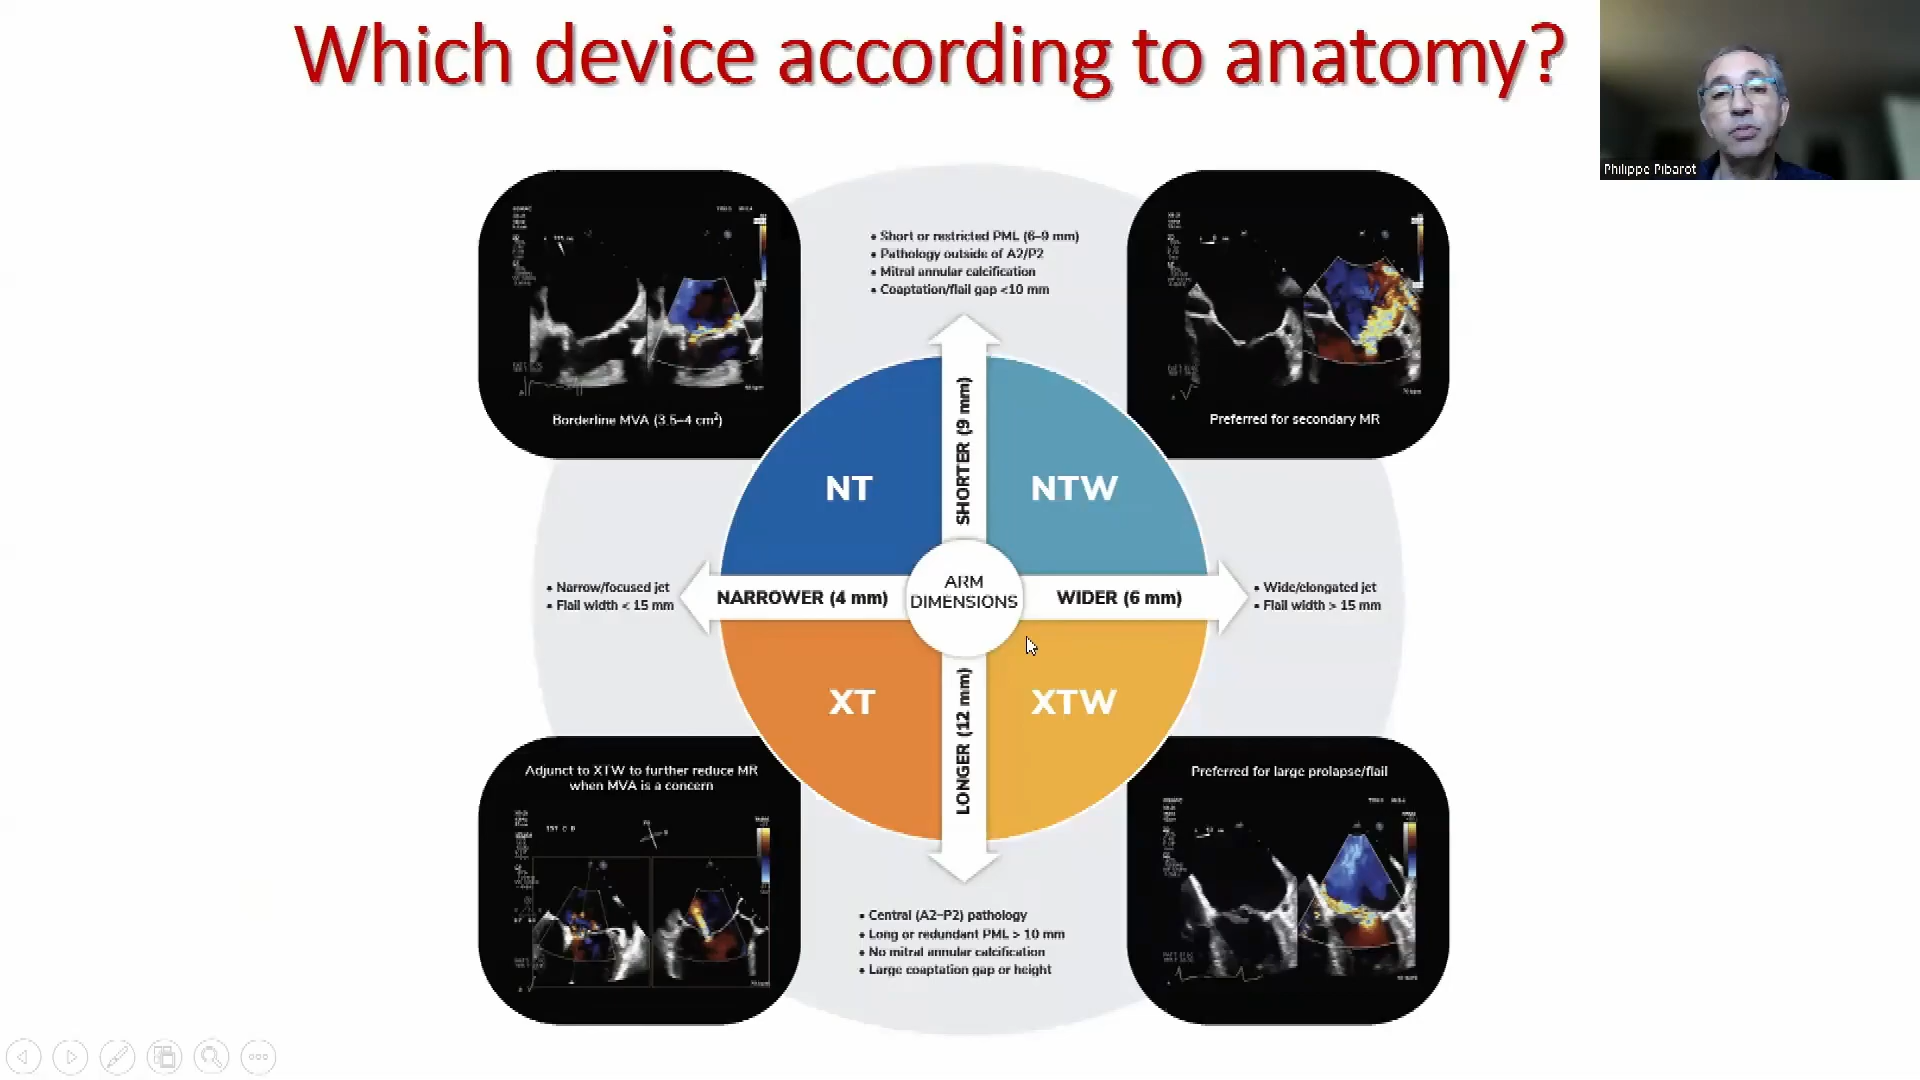 Which device according to anatomy?
Philippe Pibarot
• Short or restricted PML (6–9 mm)
• Pathology outside of A2/P2
• Mitral annular calcification
• Coaptation/flail gap <10 mm
Borderline MVA (3.5–4 cm²)
Preferred for secondary MR
SHORTER (9 mm)
NT
NTW
• Narrow/focused jet
• Flail width < 15 mm
NARROWER (4 mm)
ARM
DIMENSIONS
WIDER (6 mm)
• Wide/elongated jet
• Flail width > 15 mm
XT
XTW
LONGER (12 mm)
Adjunct to XTW to further reduce MR
when MVA is a concern
Preferred for large prolapse/flail
• Central (A2–P2) pathology
• Long or redundant PML > 10 mm
• No mitral annular calcification
• Large coaptation gap or height